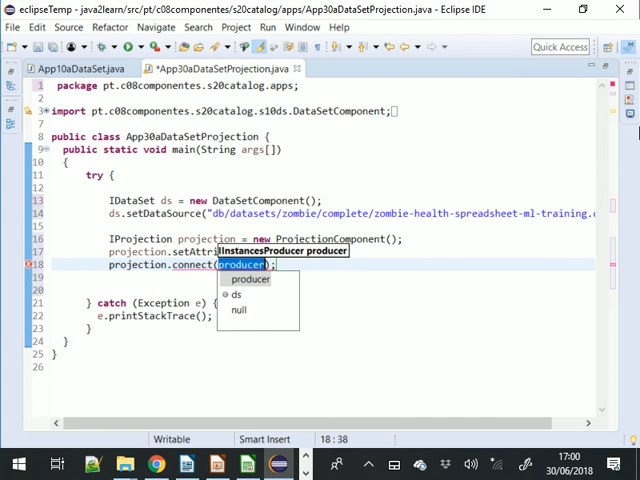 eclipseTemp - java2learn/src/pt/c08componentes/s20catalog/apps/App30aDataSetProjection.java - Eclipse IDE
File Edit Source Refactor Navigate Search Project Run Window Help
Quick Access
App10aDataSet.java *App30aDataSetProjection.java
1 package pt.c08componentes.s20catalog.apps;
2
3 import pt.c08componentes.s20catalog.s10ds.DataSetComponent;
7
8 public class App30aDataSetProjection {
9 public static void main(String args[])
10 {
11 try {
12
13 IDataSet ds = new DataSetComponent();
14 ds.setDataSource("db/datasets/zombie/complete/zombie-health-spreadsheet-ml-training.c
15
16 IProjection projection = new ProjectionComponent();
17 projection.setAttri
IInstancesProducer producer
18 projection.connect(producer);
19 producer
20 ds
21 } catch (Exception e) {
null
22 e.printStackTrace();
23 }
24 }
25 }
26
Writable Smart Insert 18 : 38
17:00
30/06/2018